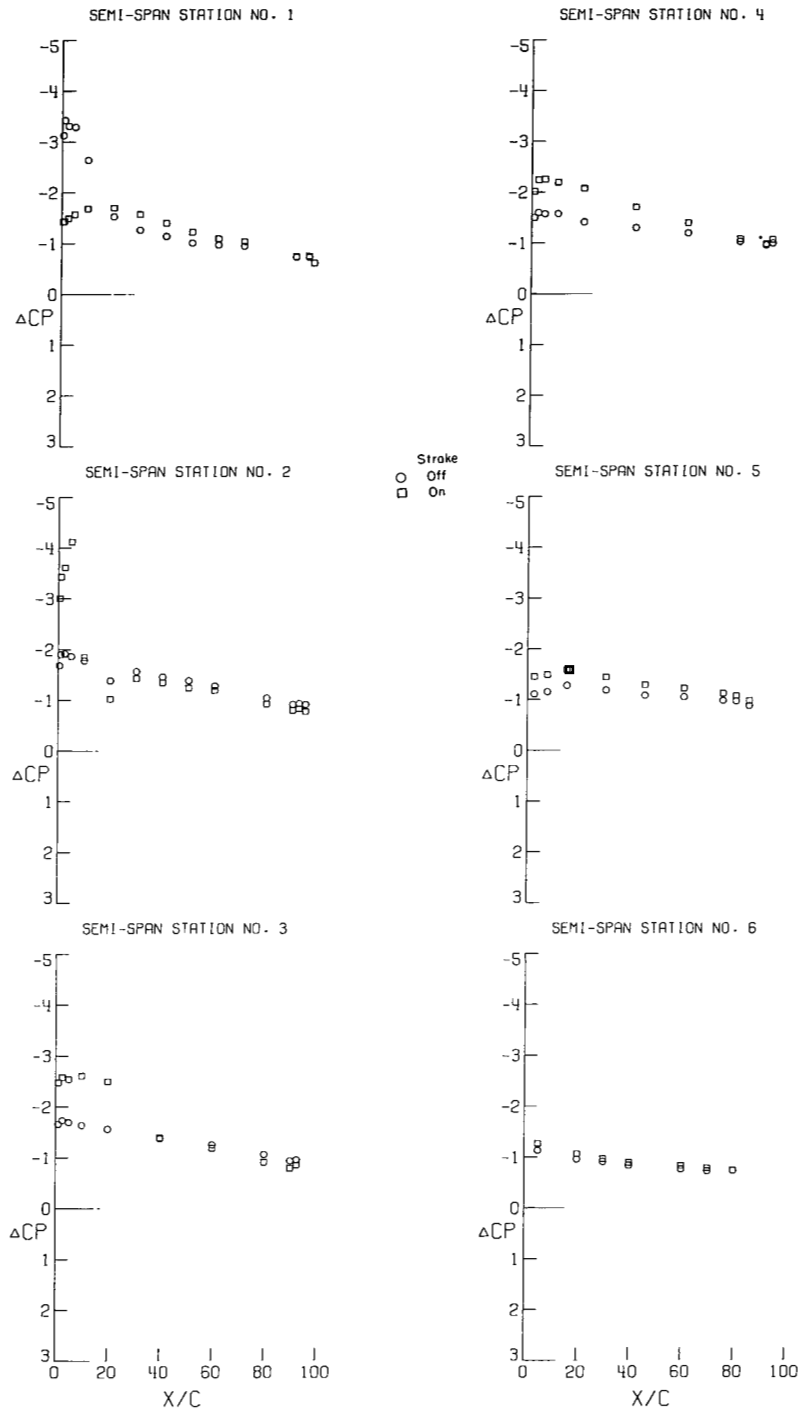 SEMI-SPAN STATION NO. 1
-5
-4
-3
-2
-1
0
ΔCP
1
2
3
SEMI-SPAN STATION NO. 4
-5
-4
-3
-2
-1
0
ΔCP
1
2
3
Strake
Off
On
SEMI-SPAN STATION NO. 2
-5
-4
-3
-2
-1
0
ΔCP
1
2
3
SEMI-SPAN STATION NO. 5
-5
-4
-3
-2
-1
0
ΔCP
1
2
3
SEMI-SPAN STATION NO. 3
-5
-4
-3
-2
-1
0
ΔCP
1
2
3
0 20 40 60 80 100
X/C
SEMI-SPAN STATION NO. 6
-5
-4
-3
-2
-1
0
ΔCP
1
2
3
0 20 40 60 80 100
X/C